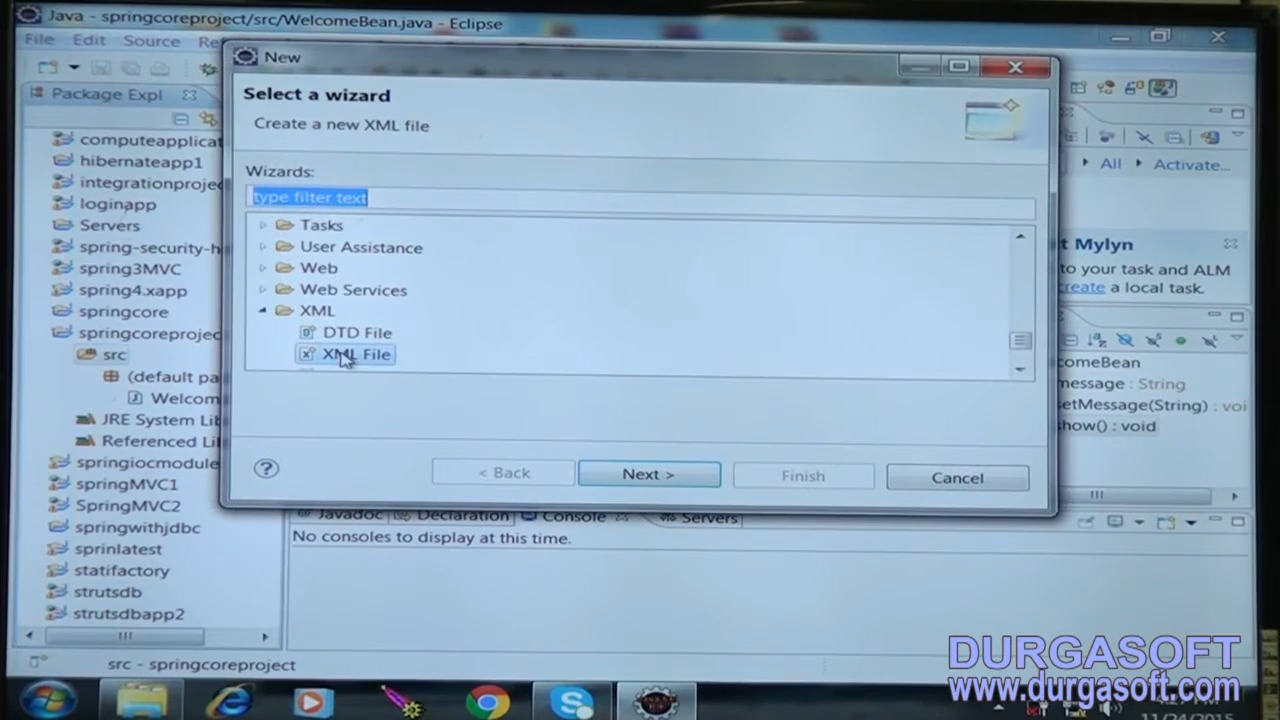 Java - springcoreproject/src/WelcomeBean.java - Eclipse
File Edit Source
New
Select a wizard
Create a new XML file
Wizards:
type filter text
Tasks
User Assistance
Web
Web Services
XML
DTD File
XML File
< Back
Next >
Finish
Cancel
Package Expl
computeapplicat
hibernateapp1
integrationprojec
loginapp
Servers
spring-security-h
spring3MVC
spring4.xapp
springcore
springcoreprojec
src
(default pa
Welcom
JRE System Lib
Referenced Li
springiocmodule
springMVC1
SpringMVC2
springwithjdbc
sprinlatest
statifactory
strutsdb
strutsdbapp2
All Activate...
t Mylyn
to your task and ALM
create a local task.
comeBean
message : String
etMessage(String) : voi
how() : void
Javadoc Declaration Console Servers
No consoles to display at this time.
src - springcoreproject
DURGASOFT
www.durgasoft.com